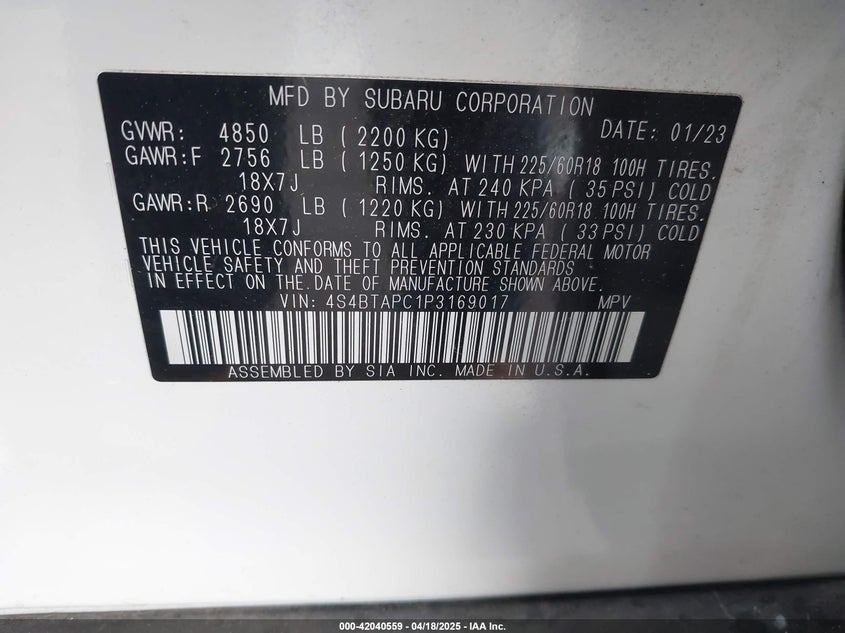 MFD BY SUBARU CORPORATION
GVWR: 4850 LB ( 2200 KG) DATE: 01/23
GAWR:F 2756 LB ( 1250 KG) WITH 225/60R18 100H TIRES.
18X7J RIMS. AT 240 KPA ( 35 PSI) COLD
GAWR:R 2690 LB ( 1220 KG) WITH 225/60R18 100H TIRES.
18X7J RIMS. AT 230 KPA ( 33 PSI) COLD
THIS VEHICLE CONFORMS TO ALL APPLICABLE FEDERAL MOTOR
VEHICLE SAFETY AND THEFT PREVENTION STANDARDS
IN EFFECT ON THE DATE OF MANUFACTURE SHOWN ABOVE.
VIN: 4S4BTAPC1P3169017 MPV
ASSEMBLED BY SIA INC. MADE IN U.S.A.
000-42040559 - 04/18/2025 - IAA Inc.